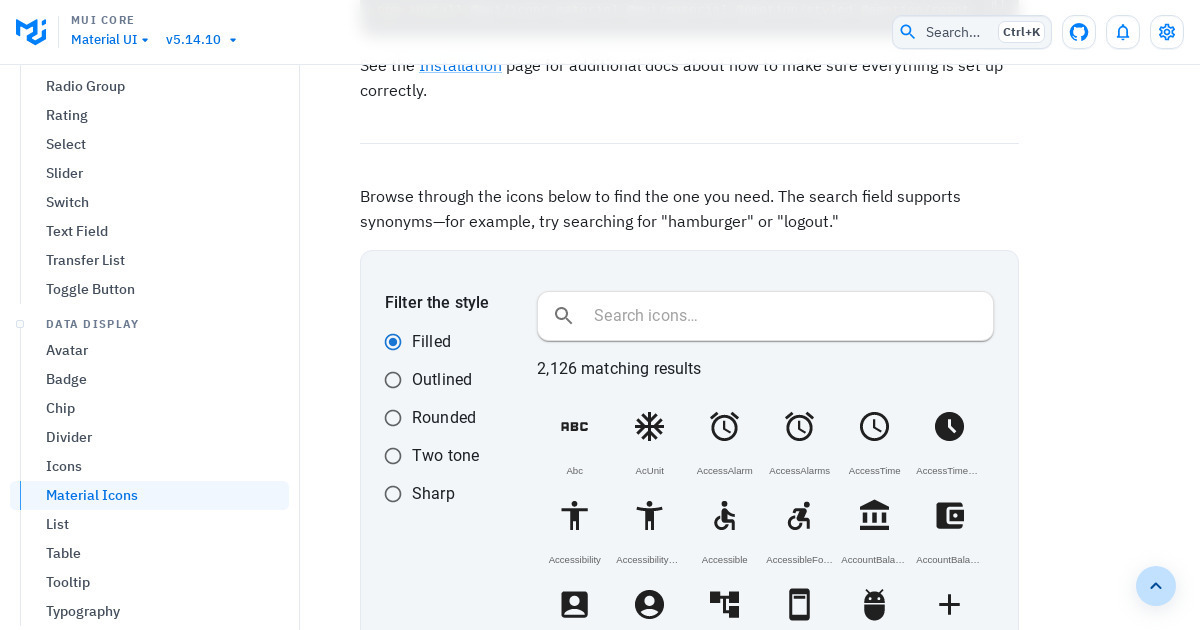 MUI CORE
Material UI
v5.14.10
Search...
Ctrl+K
Radio Group
Rating
Select
Slider
Switch
Text Field
Transfer List
Toggle Button
DATA DISPLAY
Avatar
Badge
Chip
Divider
Icons
Material Icons
List
Table
Tooltip
Typography
See the Installation page for additional docs about how to make sure everything is set up
correctly.
Browse through the icons below to find the one you need. The search field supports
synonyms—for example, try searching for "hamburger" or "logout."
Filter the style
Filled
Outlined
Rounded
Two tone
Sharp
Search icons…
2,126 matching results
ABC
Abc
AcUnit
AccessAlarm
AccessAlarms
AccessTime
AccessTime…
Accessibility
Accessibility…
Accessible
AccessibleFo…
AccountBala…
AccountBala…